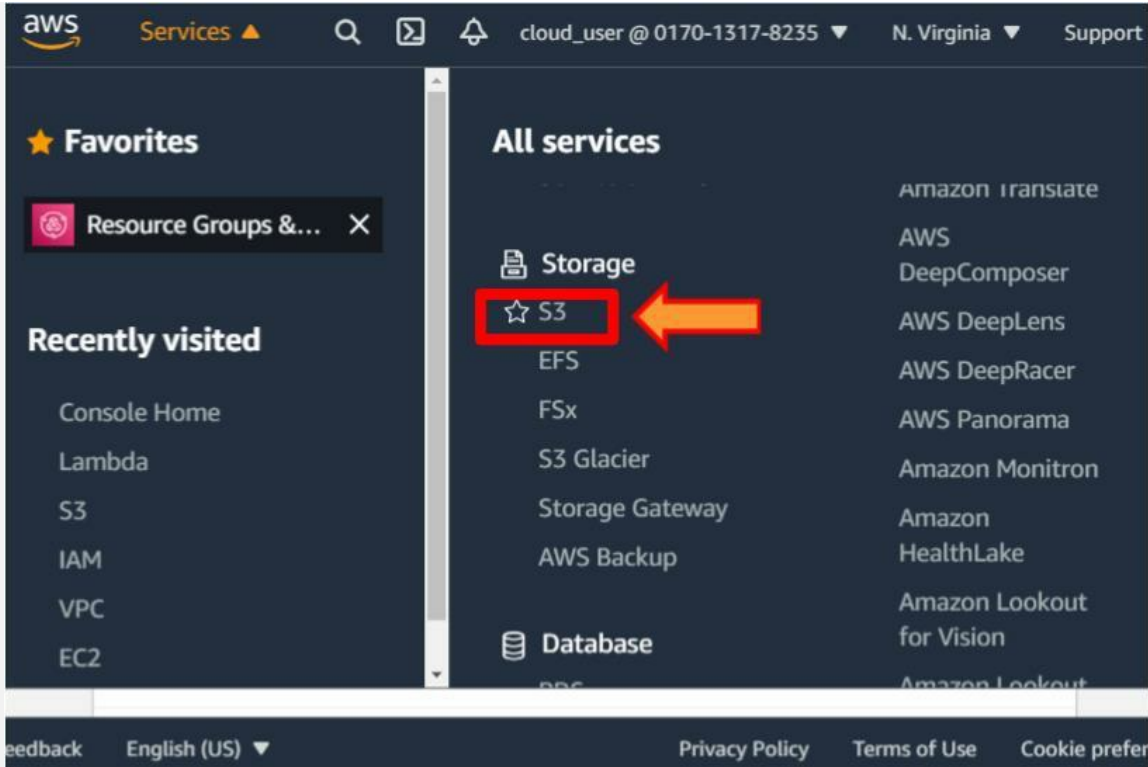 aws Services cloud_user @ 0170-1317-8235 N. Virginia Support
Favorites
Resource Groups &...
Recently visited
Console Home
Lambda
S3
IAM
VPC
EC2
All services
Storage
S3
EFS
FSx
S3 Glacier
Storage Gateway
AWS Backup
Database
Amazon Translate
AWS
DeepComposer
AWS DeepLens
AWS DeepRacer
AWS Panorama
Amazon Monitron
Amazon
HealthLake
Amazon Lookout
for Vision
Amazon Lookout
eedback English (US) Privacy Policy Terms of Use Cookie prefer